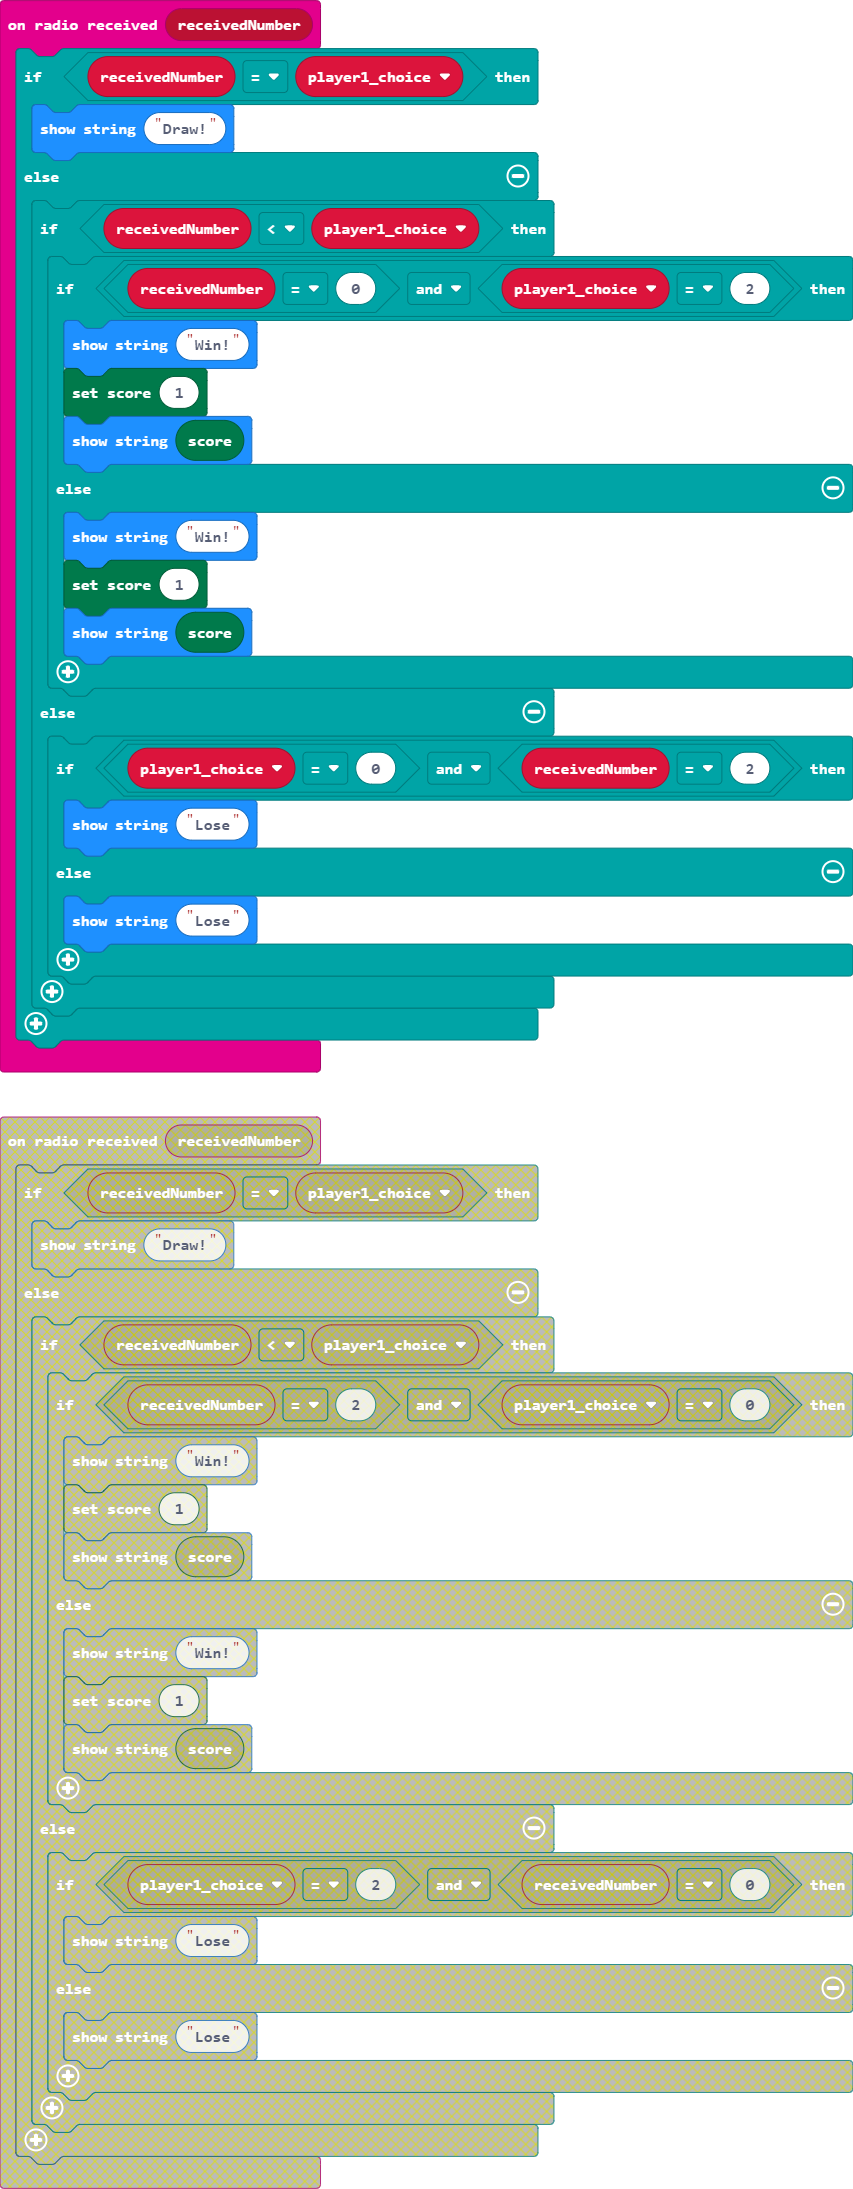 on radio received receivedNumber
if receivedNumber = player1_choice then
show string "Draw!"
else
if receivedNumber < player1_choice then
if receivedNumber = 0 and player1_choice = 2 then
show string "Win!"
set score 1
show string score
else
show string "Win!"
set score 1
show string score
else
if player1_choice = 0 and receivedNumber = 2 then
show string "Lose"
else
show string "Lose"
on radio received receivedNumber
if receivedNumber = player1_choice then
show string "Draw!"
else
if receivedNumber < player1_choice then
if receivedNumber = 2 and player1_choice = 0 then
show string "Win!"
set score 1
show string score
else
show string "Win!"
set score 1
show string score
else
if player1_choice = 2 and receivedNumber = 0 then
show string "Lose"
else
show string "Lose"